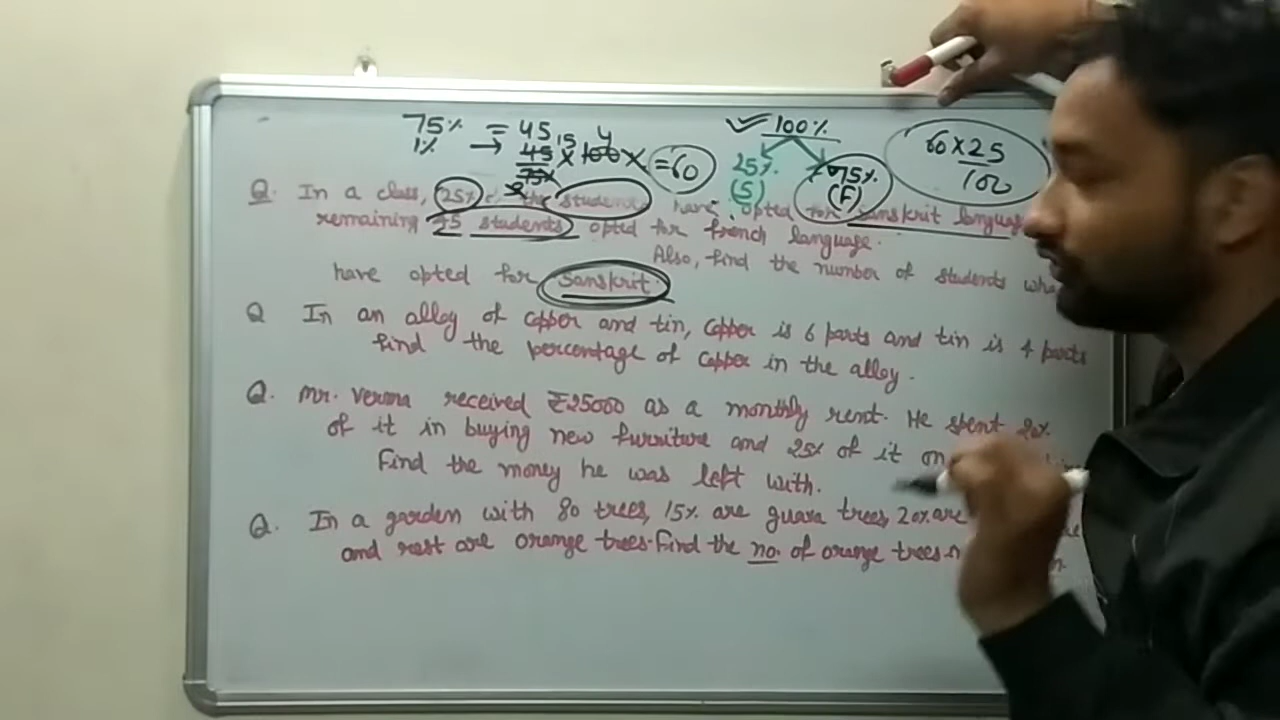 75% = 45
1% → 45/75 × 100 = 60
15 4
100%
25% 75%
(S) (F)
60 × 25/100
Q. In a class, 25% the student have opted for sanskrit language
remaining 45 students opted for french language.
Also, find the number of students
have opted for Sanskrit.
Q In an alloy of copper and tin, copper is 6 parts and tin is 4 parts
find the percentage of copper in the alloy.
Q. Mr. Verma received ₹25000 as a monthly rent. He spent 20%
of it in buying new furniture and 25% of it on
Find the money he was left with.
Q. In a garden with 80 trees, 15% are guava trees, 20% are
and rest are orange trees. Find the no. of orange trees